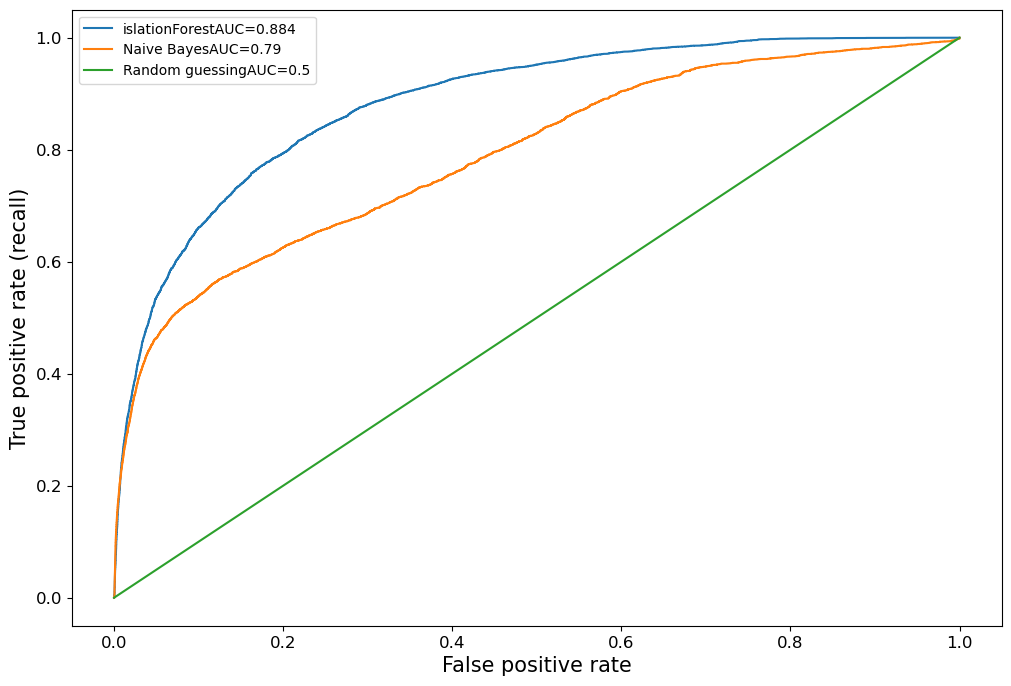 islationForestAUC=0.884
Naive BayesAUC=0.79
Random guessingAUC=0.5
True positive rate (recall)
1.0
0.8
0.6
0.4
0.2
0.0
0.0 0.2 0.4 0.6 0.8 1.0
False positive rate